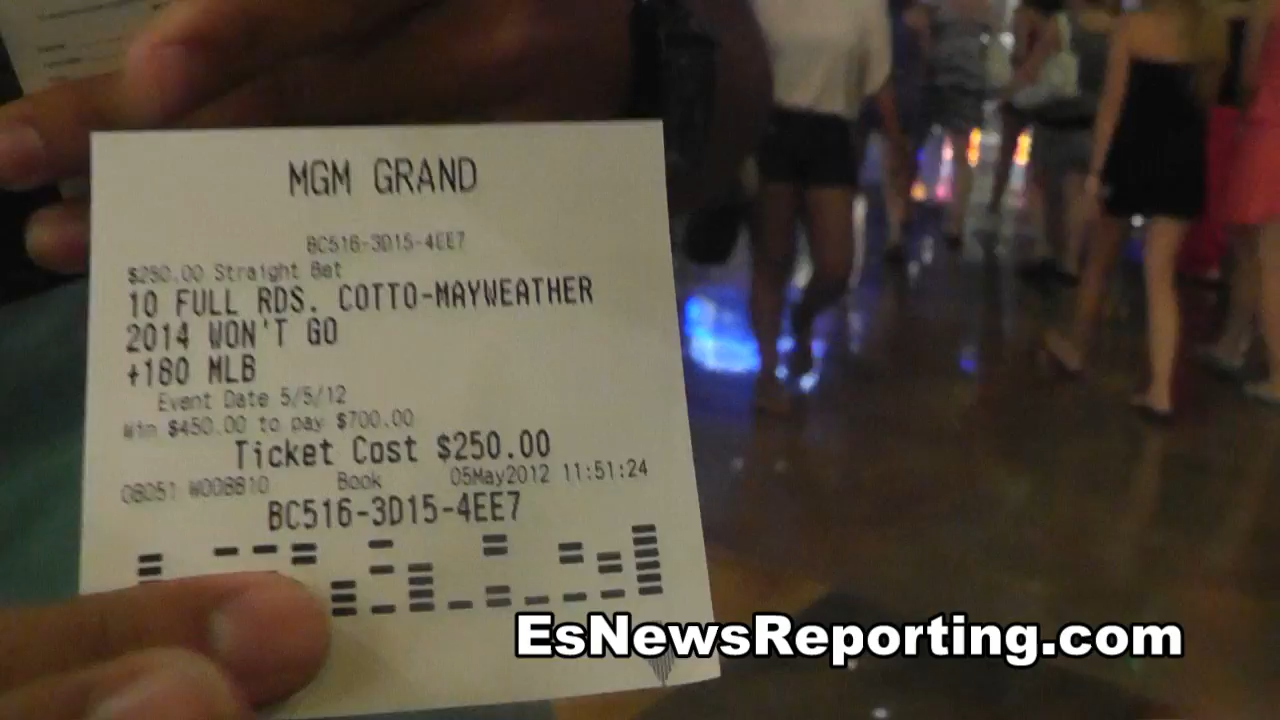 MGM GRAND
BC516-3D15-4EE7
$250.00 Straight Bet
10 FULL RDS. COTTO-MAYWEATHER
2014 WON'T GO
+180 MLB
Event Date 5/5/12
Win $450.00 to pay $700.00
Ticket Cost $250.00
08051 W008810 Book 05May2012 11:51:24
BC516-3D15-4EE7
EsNewsReporting.com